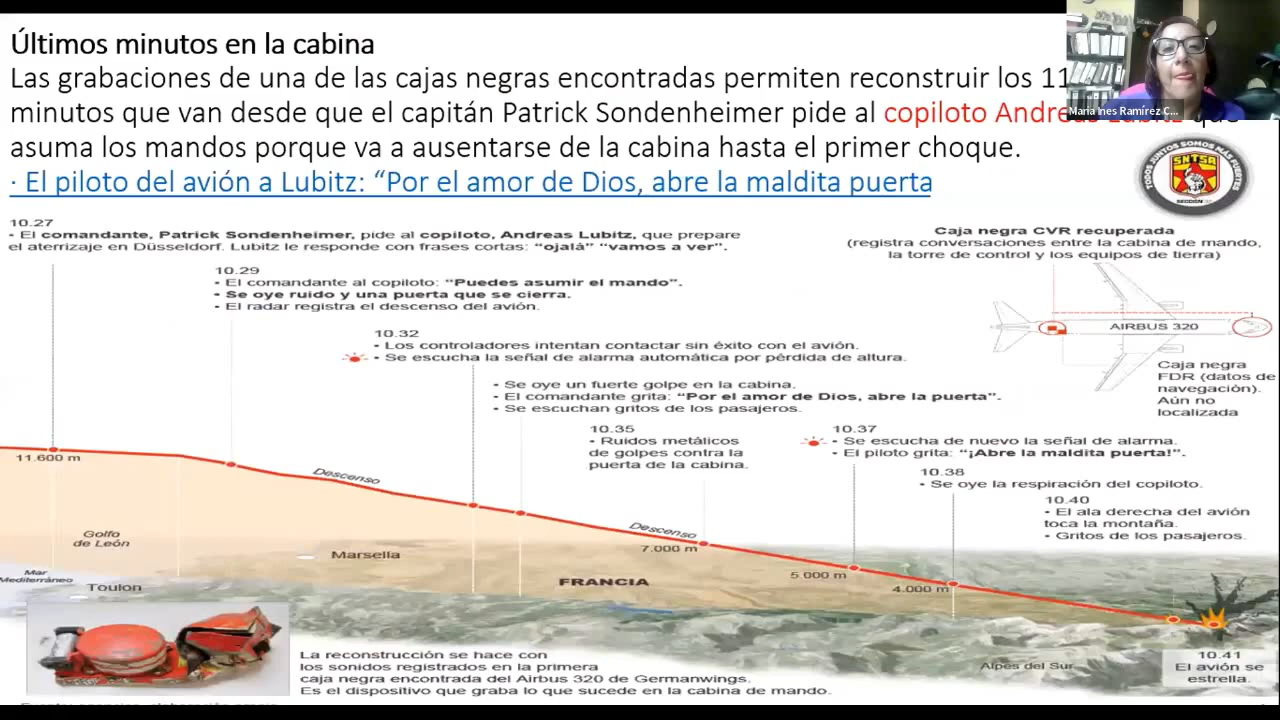 Últimos minutos en la cabina
Las grabaciones de una de las cajas negras encontradas permiten reconstruir los 11
minutos que van desde que el capitán Patrick Sondenheimer pide al copiloto Andreas Lubitz que
asuma los mandos porque va a ausentarse de la cabina hasta el primer choque.
· El piloto del avión a Lubitz: “Por el amor de Dios, abre la maldita puerta
Maria Ines Ramírez C...
TODOS JUNTOS SOMOS MÁS FUERTES
SNTSA
SECCIÓN
10.27
• El comandante, Patrick Sondenheimer, pide al copiloto, Andreas Lubitz, que prepare
el aterrizaje en Düsseldorf. Lubitz le responde con frases cortas: “ojalá” “vamos a ver”.
10.29
• El comandante al copiloto: “Puedes asumir el mando”.
• Se oye ruido y una puerta que se cierra.
• El radar registra el descenso del avión.
10.32
• Los controladores intentan contactar sin éxito con el avión.
• Se escucha la señal de alarma automática por pérdida de altura.
• Se oye un fuerte golpe en la cabina.
• El comandante grita: “Por el amor de Dios, abre la puerta”.
• Se escuchan gritos de los pasajeros.
10.35
• Ruidos metálicos
de golpes contra la
puerta de la cabina.
10.37
• Se escucha de nuevo la señal de alarma.
• El piloto grita: “¡Abre la maldita puerta!”.
10.38
• Se oye la respiración del copiloto.
10.40
• El ala derecha del avión
toca la montaña.
• Gritos de los pasajeros.
Caja negra CVR recuperada
(registra conversaciones entre la cabina de mando,
la torre de control y los equipos de tierra)
AIRBUS 320
Caja negra
FDR (datos de
navegación).
Aún no
localizada
11.600 m
Descenso
Descenso
7.000 m
5.000 m
4.000 m
Golfo
de León
Mar
Mediterráneo
Toulon
Marsella
FRANCIA
Alpes del Sur
10.41
El avión se
estrella.
La reconstrucción se hace con
los sonidos registrados en la primera
caja negra encontrada del Airbus 320 de Germanwings.
Es el dispositivo que graba lo que sucede en la cabina de mando.